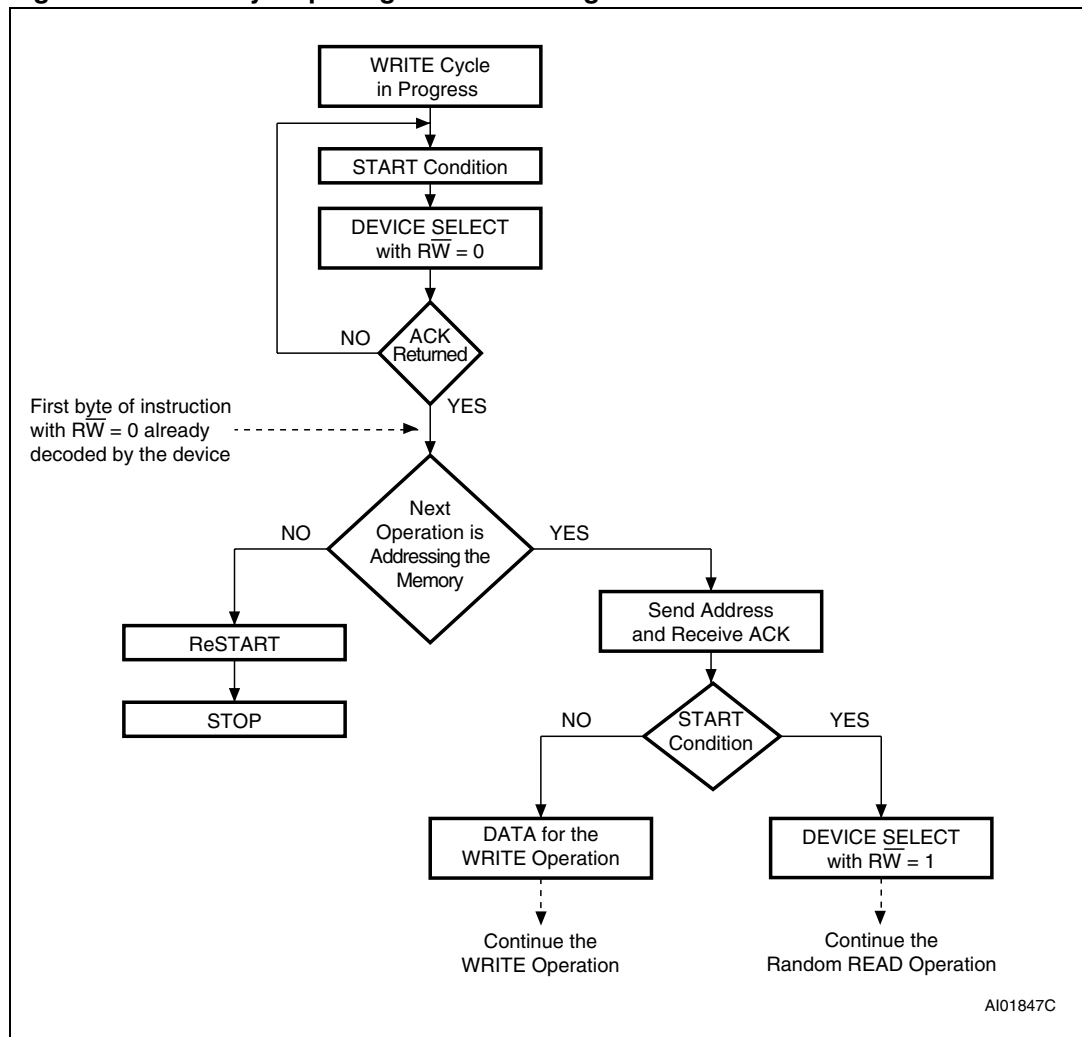 WRITE Cycle
in Progress
START Condition
DEVICE SELECT
with RW̅ = 0
NO
ACK
Returned
YES
First byte of instruction
with RW̅ = 0 already
decoded by the device
NO
Next
Operation is
Addressing the
Memory
YES
Send Address
and Receive ACK
ReSTART
STOP
NO
START
Condition
YES
DATA for the
WRITE Operation
DEVICE SELECT
with RW̅ = 1
Continue the
WRITE Operation
Continue the
Random READ Operation
AI01847C